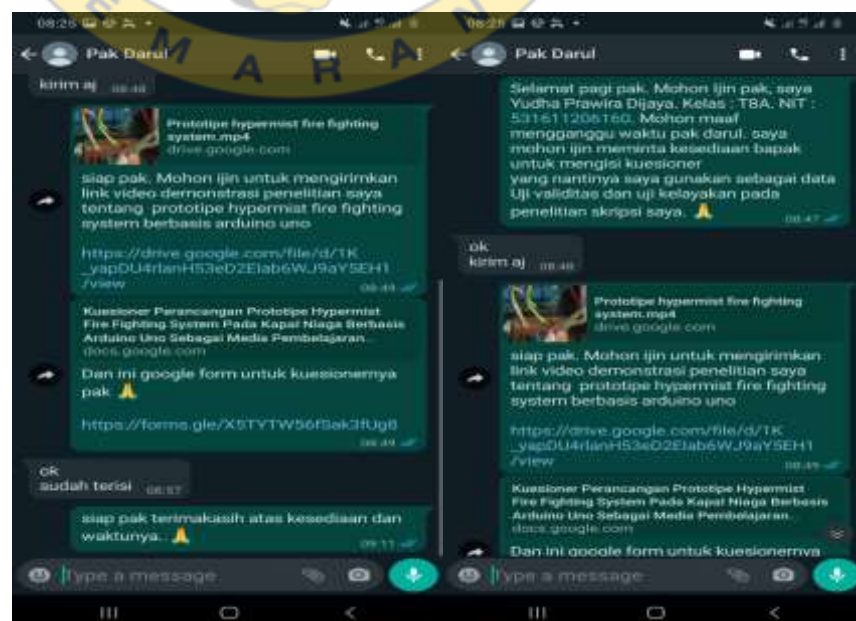 MARAN
08:26
Pak Darul
kirim aj 08:48
Prototipe hypermist fire fighting
system.mp4
drive.google.com
siap pak. Mohon ijin untuk mengirimkan
link video demonstrasi penelitian saya
tentang prototipe hypermist fire fighting
system berbasis arduino uno
https://drive.google.com/file/d/1K
/view
08:49
Kuesioner Perancangan Prototipe Hypermist
Fire Fighting System Pada Kapal Niaga Berbasis
Arduino Uno Sebagai Media Pembelajaran...
docs.google.com
Dan ini google form untuk kuesionernya
pak 🙏
08:49
ok
sudah terisi 08:57
siap pak terimakasih atas kesediaan dan
waktunya.. 🙏
09:11
Type a message
08:26
Pak Darul
Selamat pagi pak. Mohon ijin pak, saya
Yudha Prawira Dijaya. Kelas : T8A. NIT :
531611206160. Mohon maaf
mengganggu waktu pak darul. saya
mohon ijin meminta kesediaan bapak
untuk mengisi kuesioner
yang nantinya saya gunakan sebagai data
Uji validitas dan uji kelayakan pada
penelitian skripsi saya. 🙏
08:47
ok
kirim aj 08:48
Prototipe hypermist fire fighting
system.mp4
drive.google.com
siap pak. Mohon ijin untuk mengirimkan
link video demonstrasi penelitian saya
tentang prototipe hypermist fire fighting
system berbasis arduino uno
https://drive.google.com/file/d/1K
/view
08:49
Kuesioner Perancangan Prototipe Hypermist
Fire Fighting System Pada Kapal Niaga Berbasis
Arduino Uno Sebagai Media Pembelajaran...
docs.google.com
Dan ini google form untuk kuesionernya
Type a message